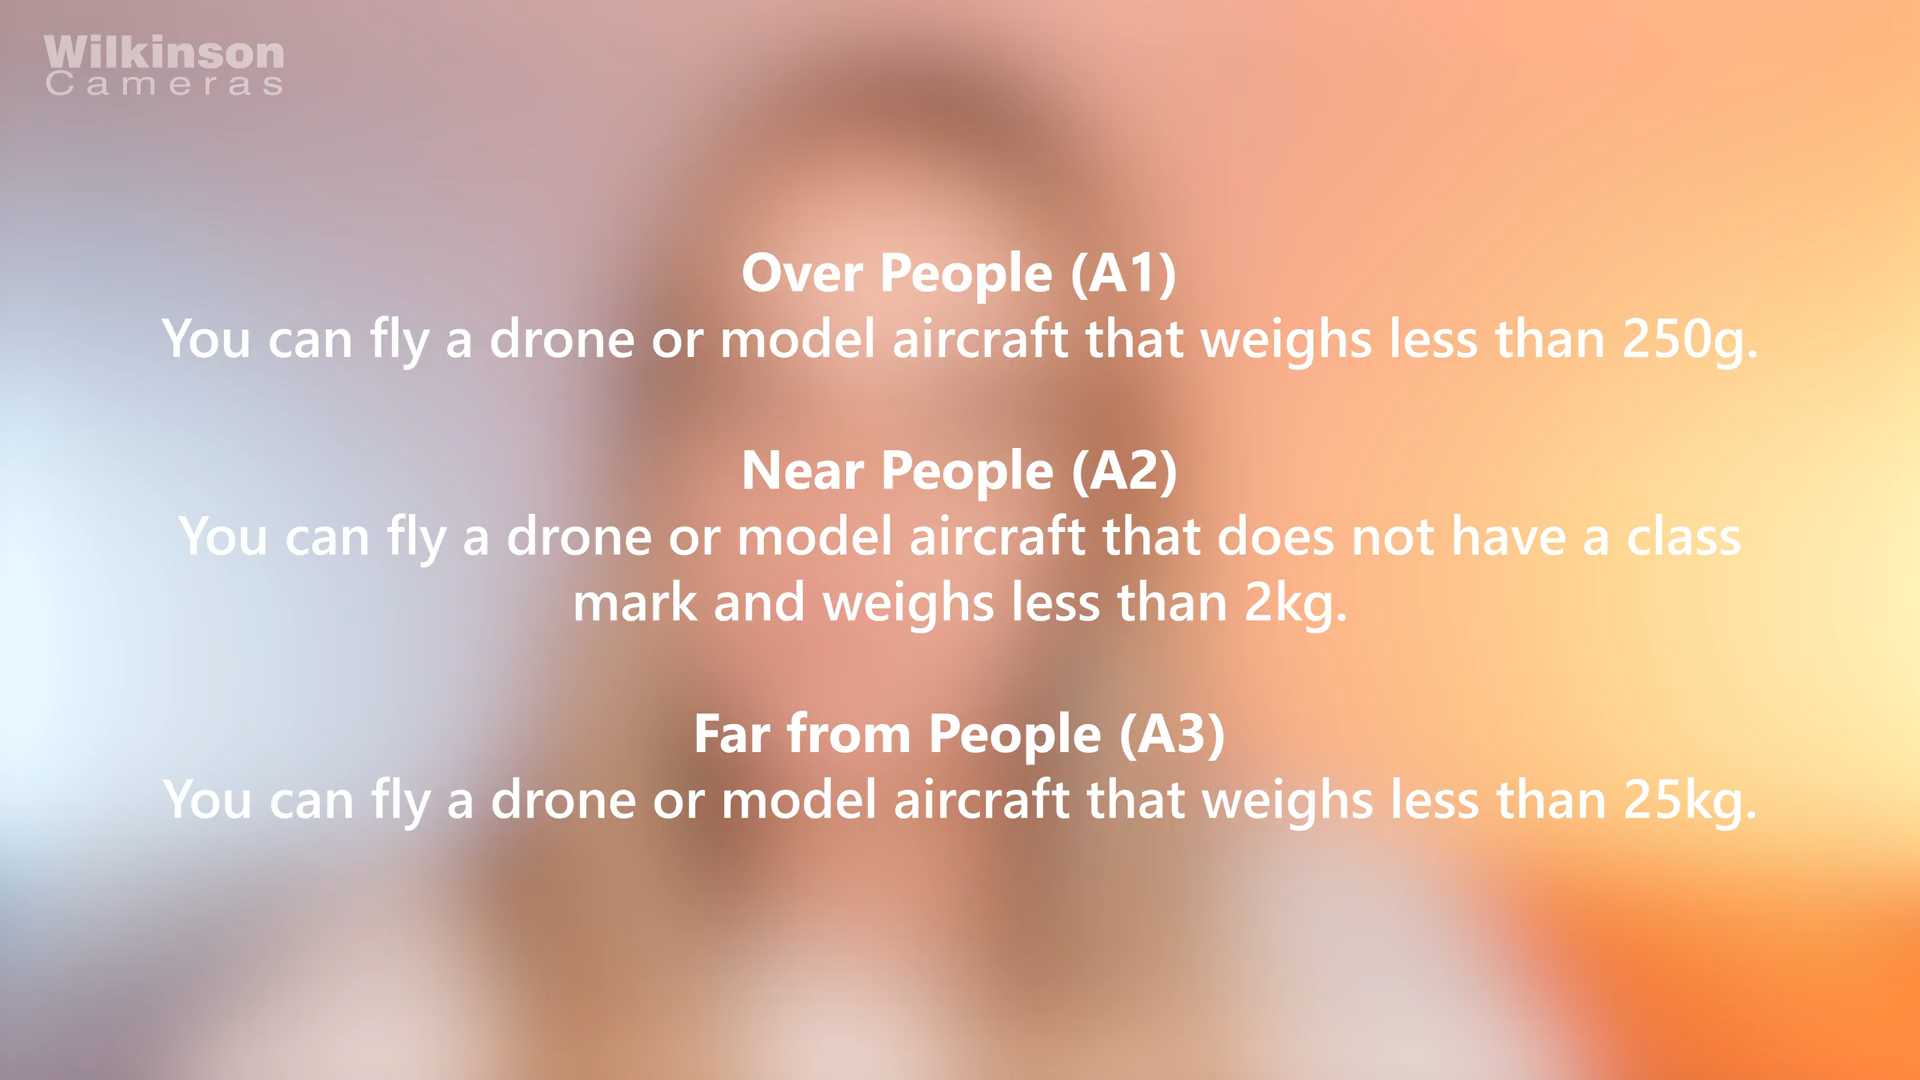 Wilkinson
Cameras
Over People (A1)
You can fly a drone or model aircraft that weighs less than 250g.
Near People (A2)
You can fly a drone or model aircraft that does not have a class
mark and weighs less than 2kg.
Far from People (A3)
You can fly a drone or model aircraft that weighs less than 25kg.